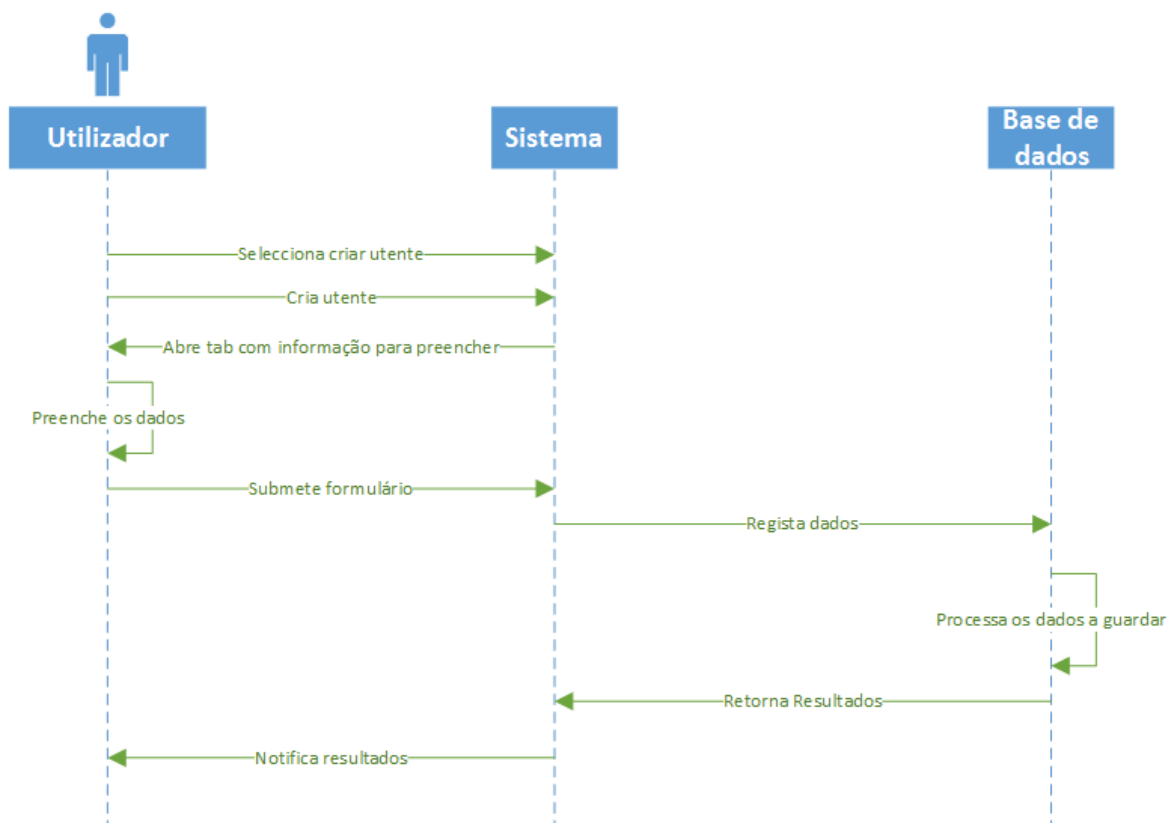 Utilizador
Sistema
Base de
dados
Selecciona criar utente
Cria utente
Abre tab com informação para preencher
Preenche os dados
Submete formulário
Regista dados
Processa os dados a guardar
Retorna Resultados
Notifica resultados